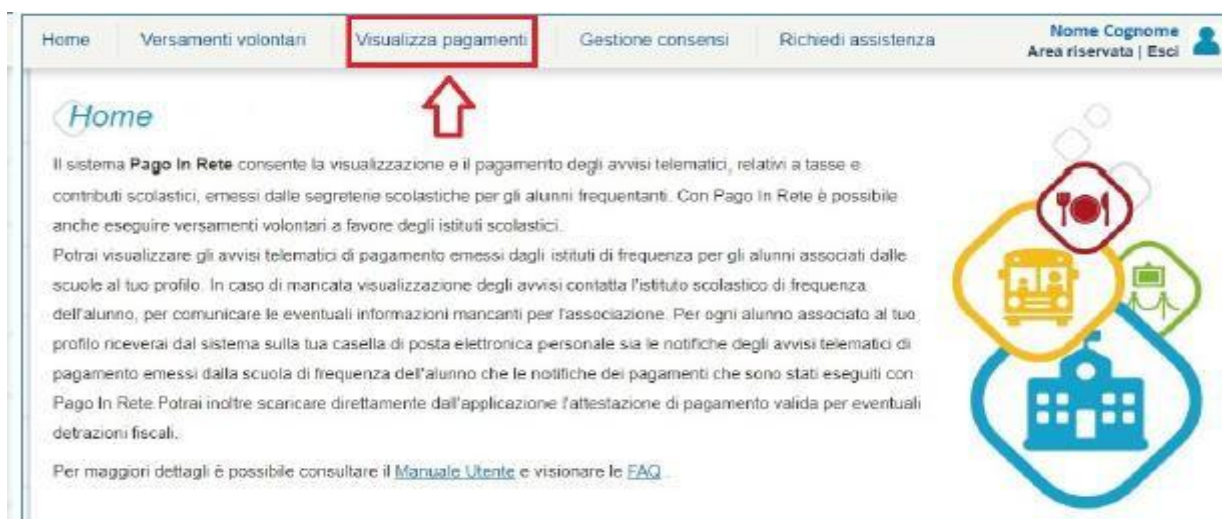 Home Versamenti volontari Visualizza pagamenti Gestione consensi Richiedi assistenza Nome Cognome
Area riservata | Esci
Home
Il sistema Pago In Rete consente la visualizzazione e il pagamento degli avvisi telematici, relativi a tasse e
contributi scolastici, emessi dalle segreterie scolastiche per gli alunni frequentanti. Con Pago In Rete è possibile
anche eseguire versamenti volontari a favore degli istituti scolastici.
Potrai visualizzare gli avvisi telematici di pagamento emessi dagli istituti di frequenza per gli alunni associati dalle
scuole al tuo profilo. In caso di mancata visualizzazione degli avvisi contatta l'istituto scolastico di frequenza
dell'alunno, per comunicare le eventuali informazioni mancanti per l'associazione. Per ogni alunno associato al tuo
profilo riceverai dal sistema sulla tua casella di posta elettronica personale sia le notifiche degli avvisi telematici di
pagamento emessi dalla scuola di frequenza dell'alunno che le notifiche dei pagamenti che sono stati eseguiti con
Pago In Rete.Potrai inoltre scaricare direttamente dall'applicazione l'attestazione di pagamento valida per eventuali
detrazioni fiscali.
Per maggiori dettagli è possibile consultare il Manuale Utente e visionare le FAQ .